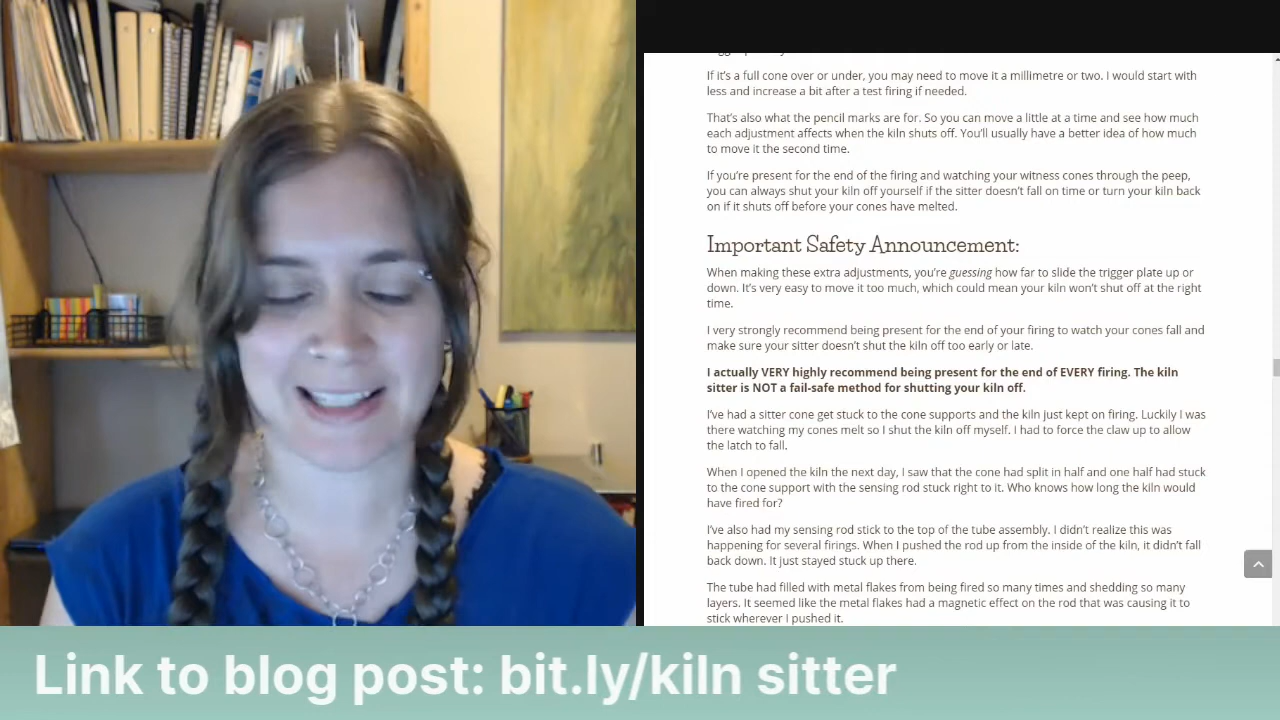 If it's a full cone over or under, you may need to move it a millimetre or two. I would start with
less and increase a bit after a test firing if needed.
That's also what the pencil marks are for. So you can move a little at a time and see how much
each adjustment affects when the kiln shuts off. You'll usually have a better idea of how much
to move it the second time.
If you're present for the end of the firing and watching your witness cones through the peep,
you can always shut your kiln off yourself if the sitter doesn't fall on time or turn your kiln back
on if it shuts off before your cones have melted.
Important Safety Announcement:
When making these extra adjustments, you're guessing how far to slide the trigger plate up or
down. It's very easy to move it too much, which could mean your kiln won't shut off at the right
time.
I very strongly recommend being present for the end of your firing to watch your cones fall and
make sure your sitter doesn't shut the kiln off too early or late.
I actually VERY highly recommend being present for the end of EVERY firing. The kiln
sitter is NOT a fail-safe method for shutting your kiln off.
I've had a sitter cone get stuck to the cone supports and the kiln just kept on firing. Luckily I was
there watching my cones melt so I shut the kiln off myself. I had to force the claw up to allow
the latch to fall.
When I opened the kiln the next day, I saw that the cone had split in half and one half had stuck
to the cone support with the sensing rod stuck right to it. Who knows how long the kiln would
have fired for?
I've also had my sensing rod stick to the top of the tube assembly. I didn't realize this was
happening for several firings. When I pushed the rod up from the inside of the kiln, it didn't fall
back down. It just stayed stuck up there.
The tube had filled with metal flakes from being fired so many times and shedding so many
layers. It seemed like the metal flakes had a magnetic effect on the rod that was causing it to
stick wherever I pushed it.
Link to blog post: bit.ly/kiln sitter